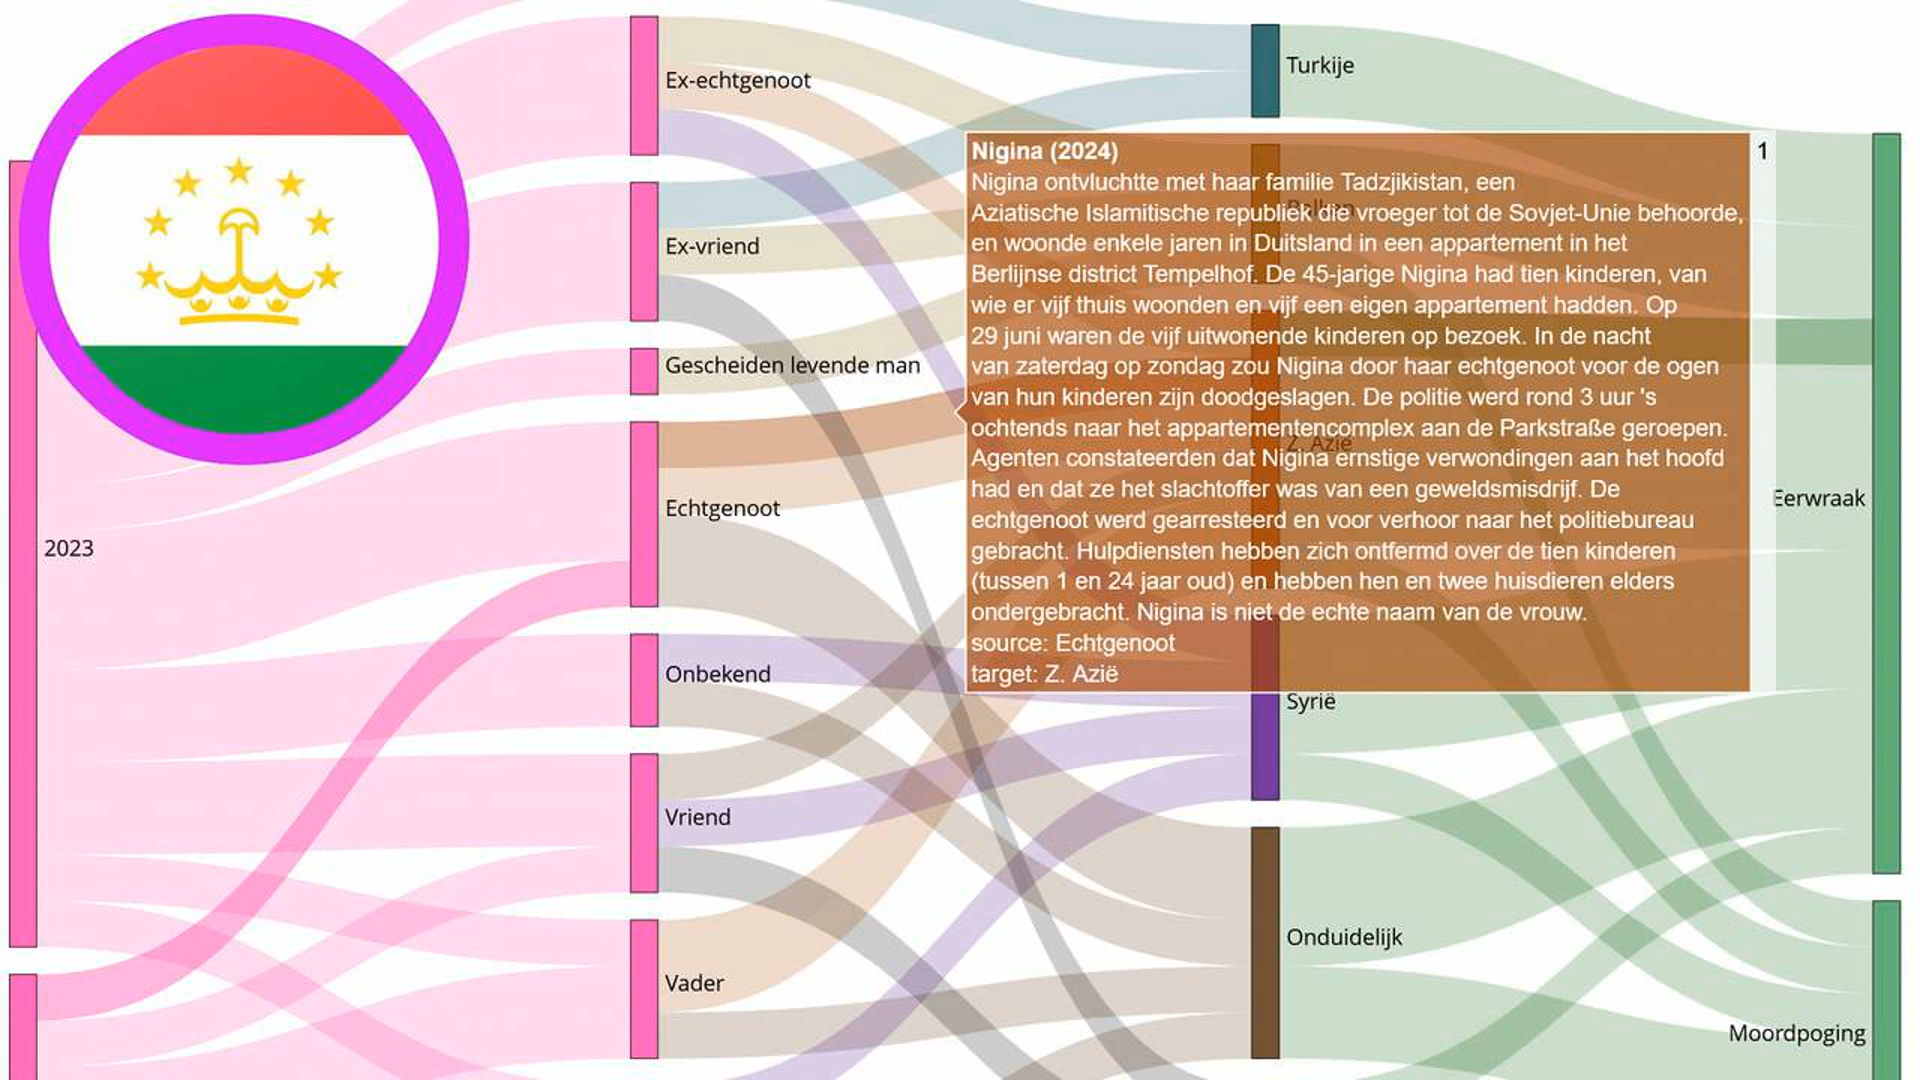 Turkije
Ex-echtgenoot
Nigina (2024)
1
Nigina ontvluchtte met haar familie Tadzjikistan, een
Aziatische Islamitische republiek die vroeger tot de Sovjet-Unie behoorde,
en woonde enkele jaren in Duitsland in een appartement in het
Berlijnse district Tempelhof. De 45-jarige Nigina had tien kinderen, van
wie er vijf thuis woonden en vijf een eigen appartement hadden. Op
29 juni waren de vijf uitwonende kinderen op bezoek. In de nacht
van zaterdag op zondag zou Nigina door haar echtgenoot voor de ogen
van hun kinderen zijn doodgeslagen. De politie werd rond 3 uur 's
ochtends naar het appartementencomplex aan de Parkstraße geroepen.
Agenten constateerden dat Nigina ernstige verwondingen aan het hoofd
had en dat ze het slachtoffer was van een geweldsmisdrijf. De
echtgenoot werd gearresteerd en voor verhoor naar het politiebureau
gebracht. Hulpdiensten hebben zich ontfermd over de tien kinderen
(tussen 1 en 24 jaar oud) en hebben hen en twee huisdieren elders
ondergebracht. Nigina is niet de echte naam van de vrouw.
source: Echtgenoot
target: Z. Azië
Ex-vriend
Gescheiden levende man
Z. Azië
Eerwraak
Echtgenoot
2023
Onbekend
Syrië
Vriend
Onduidelijk
Vader
Moordpoging